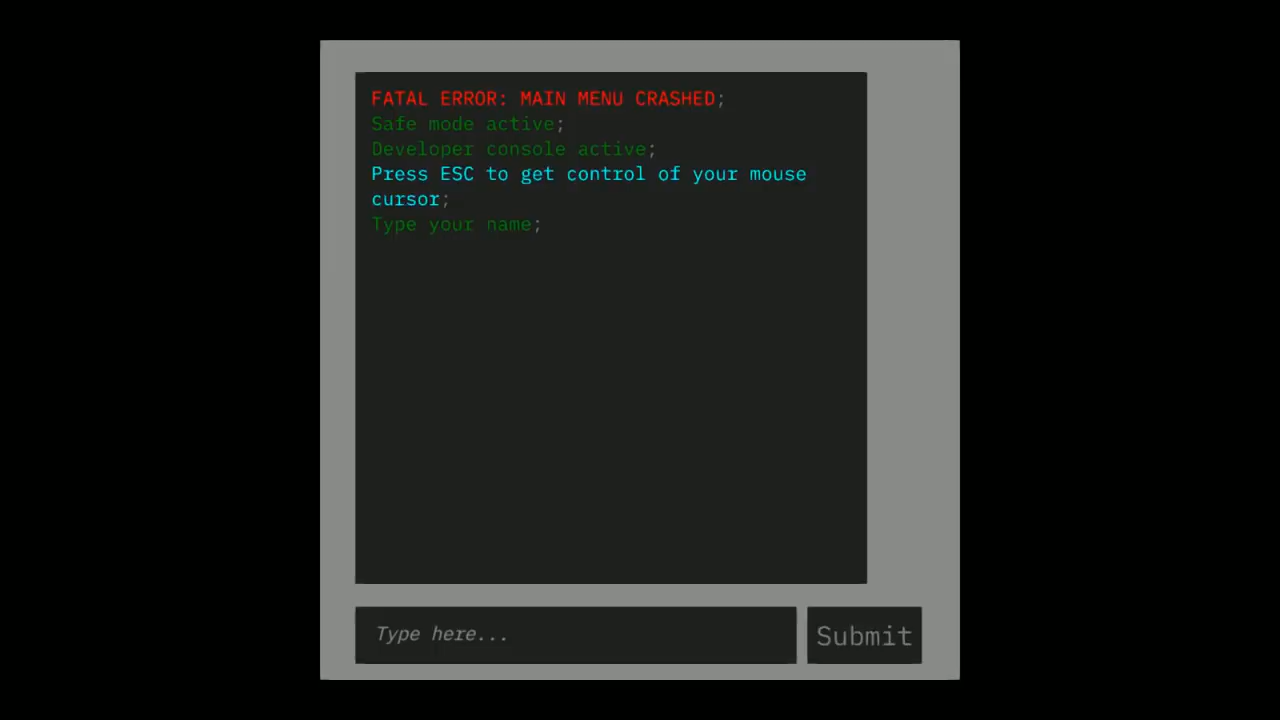 FATAL ERROR: MAIN MENU CRASHED;
Safe mode active;
Developer console active;
Press ESC to get control of your mouse
cursor;
Type your name;
Type here...
Submit